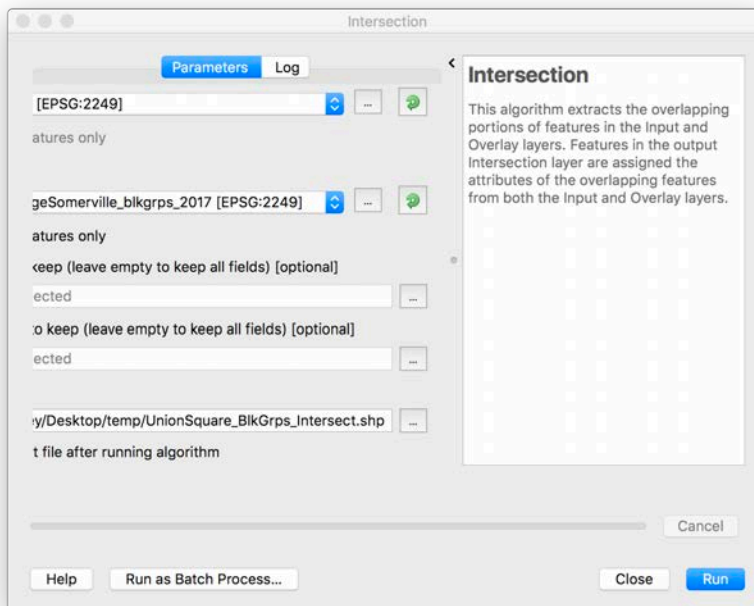 Intersection
Parameters
Log
[EPSG:2249]
...
atures only
geSomerville_blkgrps_2017 [EPSG:2249]
...
atures only
keep (leave empty to keep all fields) [optional]
ected
...
to keep (leave empty to keep all fields) [optional]
ected
...
ey/Desktop/temp/UnionSquare_BlkGrps_Intersect.shp
...
t file after running algorithm
Intersection
This algorithm extracts the overlapping
portions of features in the Input and
Overlay layers. Features in the output
Intersection layer are assigned the
attributes of the overlapping features
from both the Input and Overlay layers.
Cancel
Help
Run as Batch Process...
Close
Run